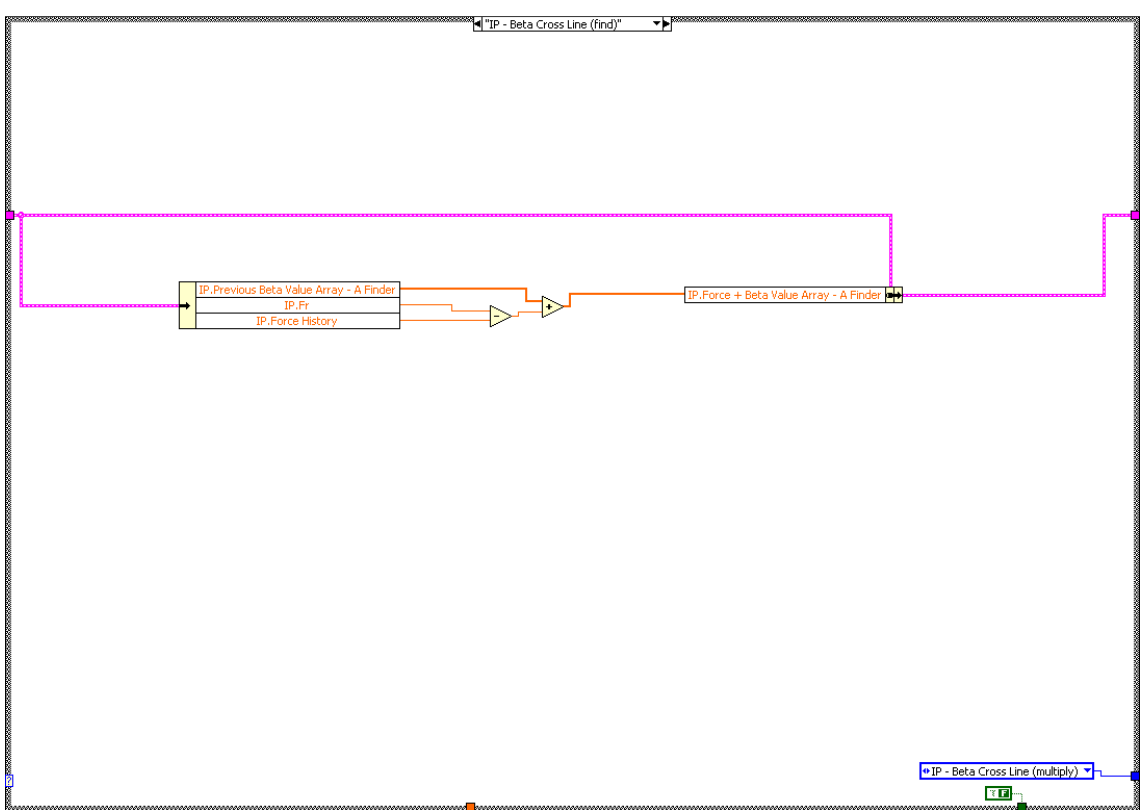 "IP - Beta Cross Line (find)"
IP.Previous Beta Value Array - A Finder
IP.Fr
IP.Force History
-
+
IP.Force + Beta Value Array - A Finder
IP - Beta Cross Line (multiply)
?
T F